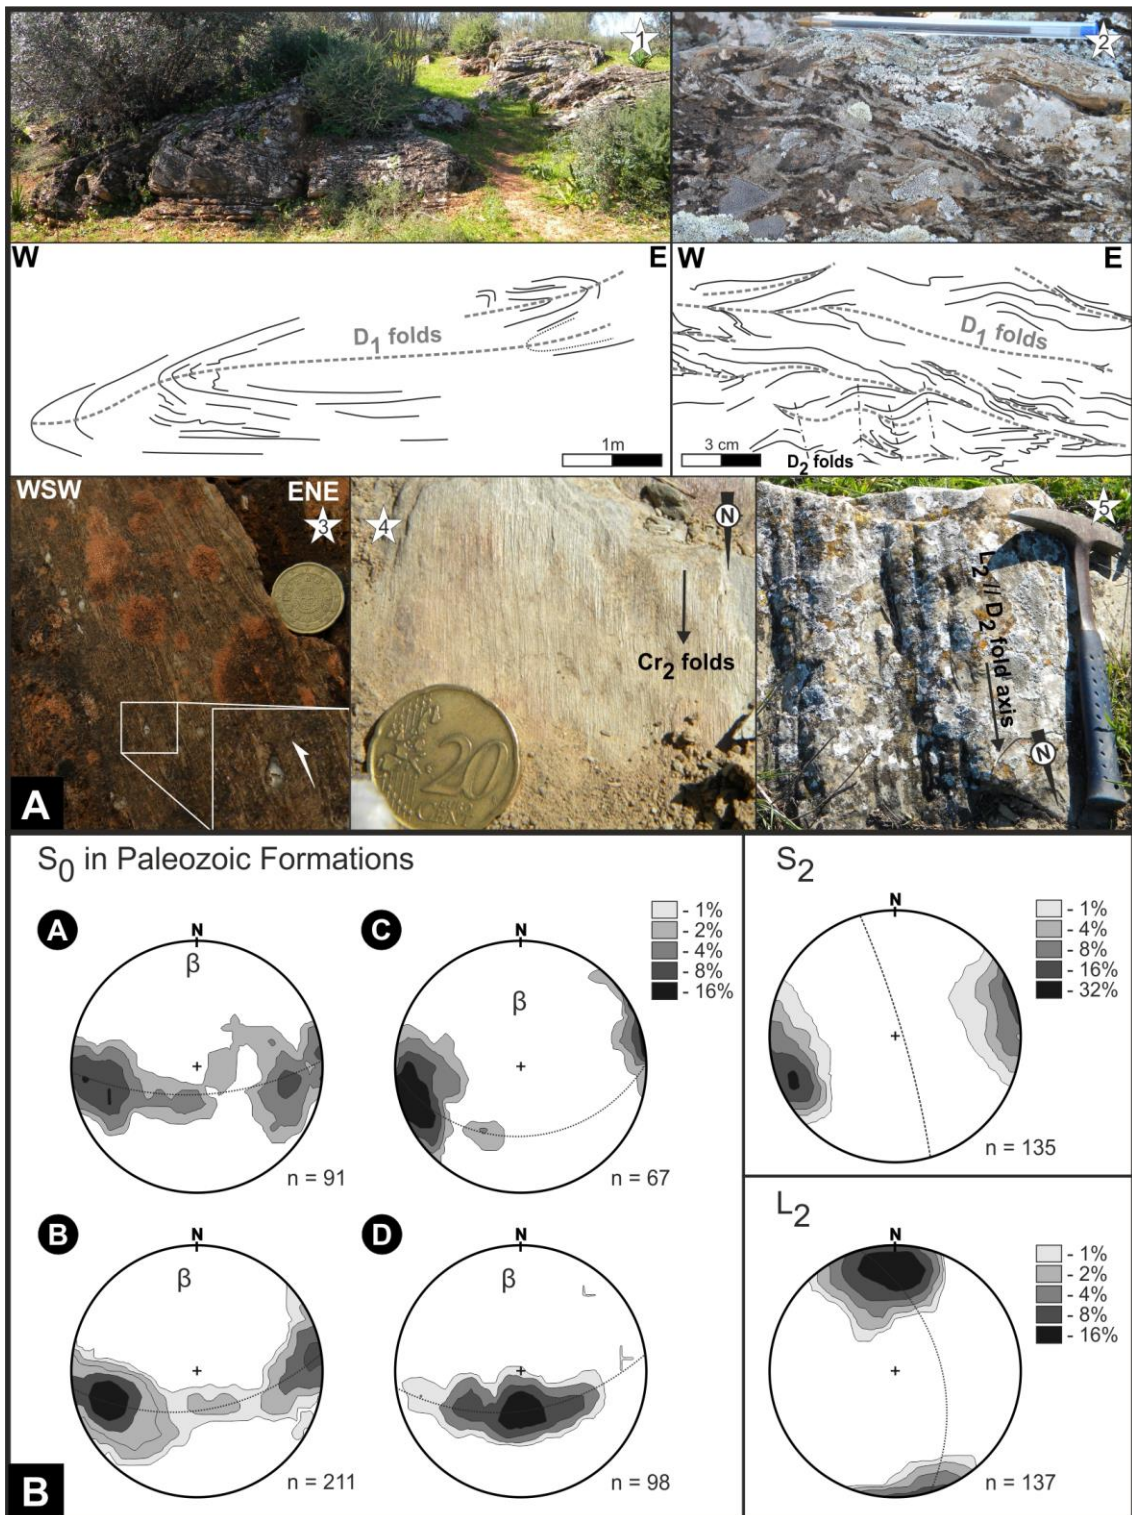 1
2
W E
D1 folds
1m
W E
D1 folds
3 cm
D2 folds
WSW ENE
3
4
N
Cr2 folds
20
CENT
5
L2 // D2 fold axis
N
A
S0 in Paleozoic Formations
A
N
β
n = 91
C
N
β
n = 67
- 1%
- 2%
- 4%
- 8%
- 16%
B
N
β
n = 211
D
N
β
n = 98
B
S2
N
n = 135
- 1%
- 4%
- 8%
- 16%
- 32%
L2
N
n = 137
- 1%
- 2%
- 4%
- 8%
- 16%